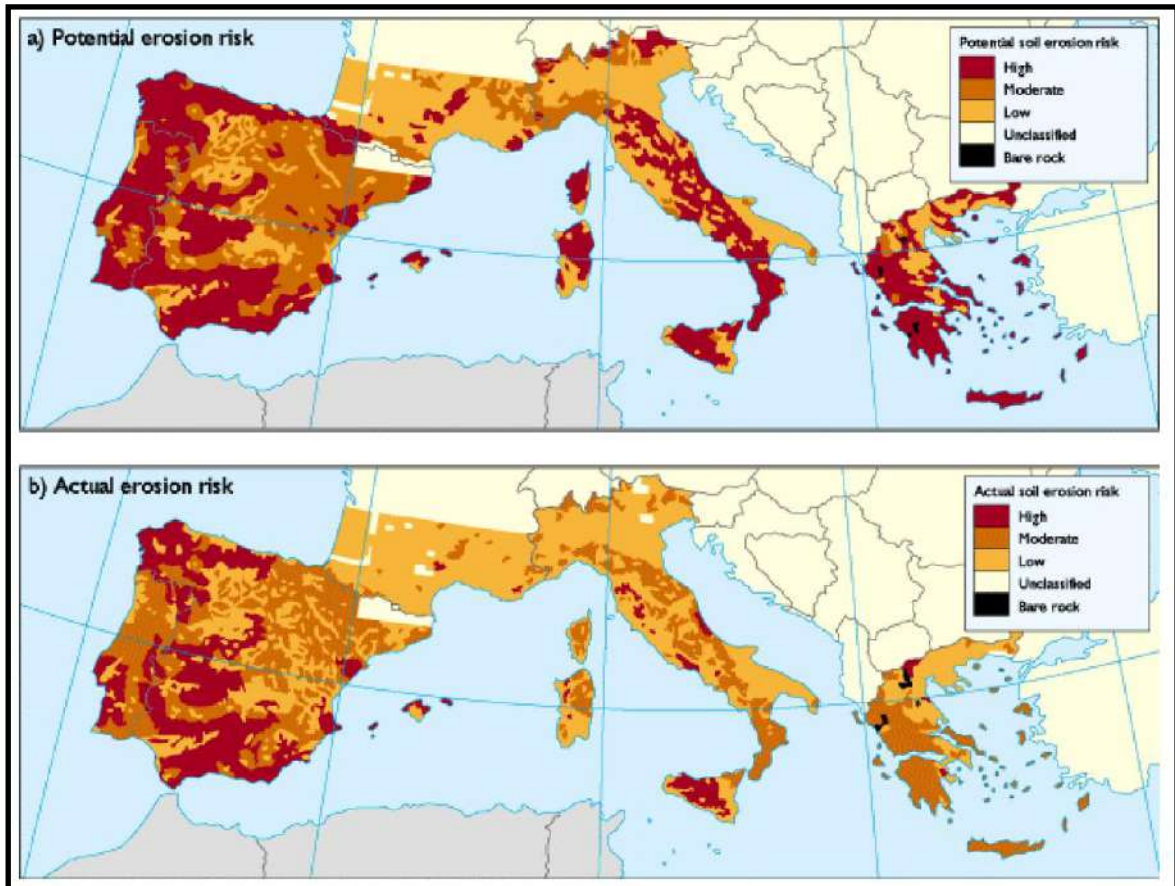 a) Potential erosion risk
Potential soil erosion risk
High
Moderate
Low
Unclassified
Bare rock
b) Actual erosion risk
Actual soil erosion risk
High
Moderate
Low
Unclassified
Bare rock